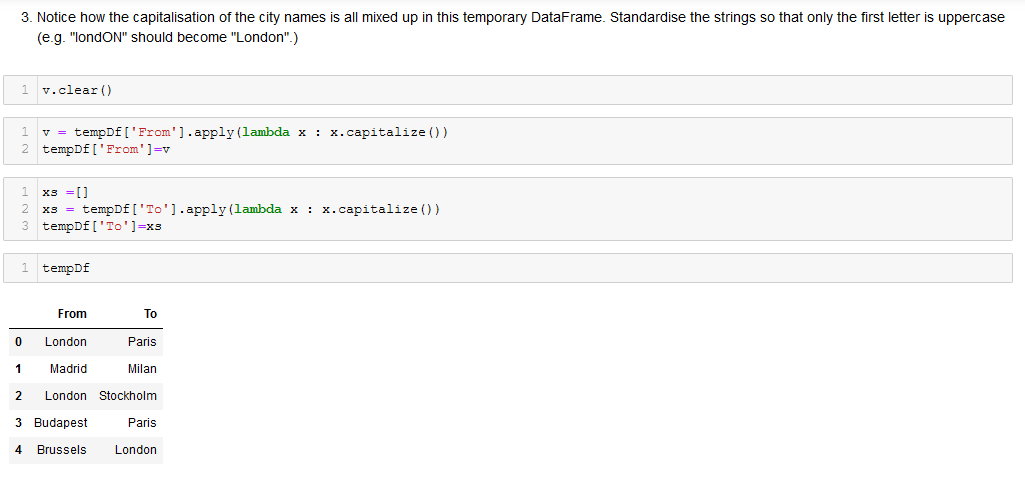 3. Notice how the capitalisation of the city names is all mixed up in this temporary DataFrame. Standardise the strings so that only the first letter is uppercase
(e.g. "londON" should become "London".)
1 v.clear()
1 v = tempDf['From'].apply(lambda x : x.capitalize())
2 tempDf['From']=v
1 xs =[]
2 xs = tempDf['To'].apply(lambda x : x.capitalize())
3 tempDf['To']=xs
1 tempDf
From To
0 London Paris
1 Madrid Milan
2 London Stockholm
3 Budapest Paris
4 Brussels London